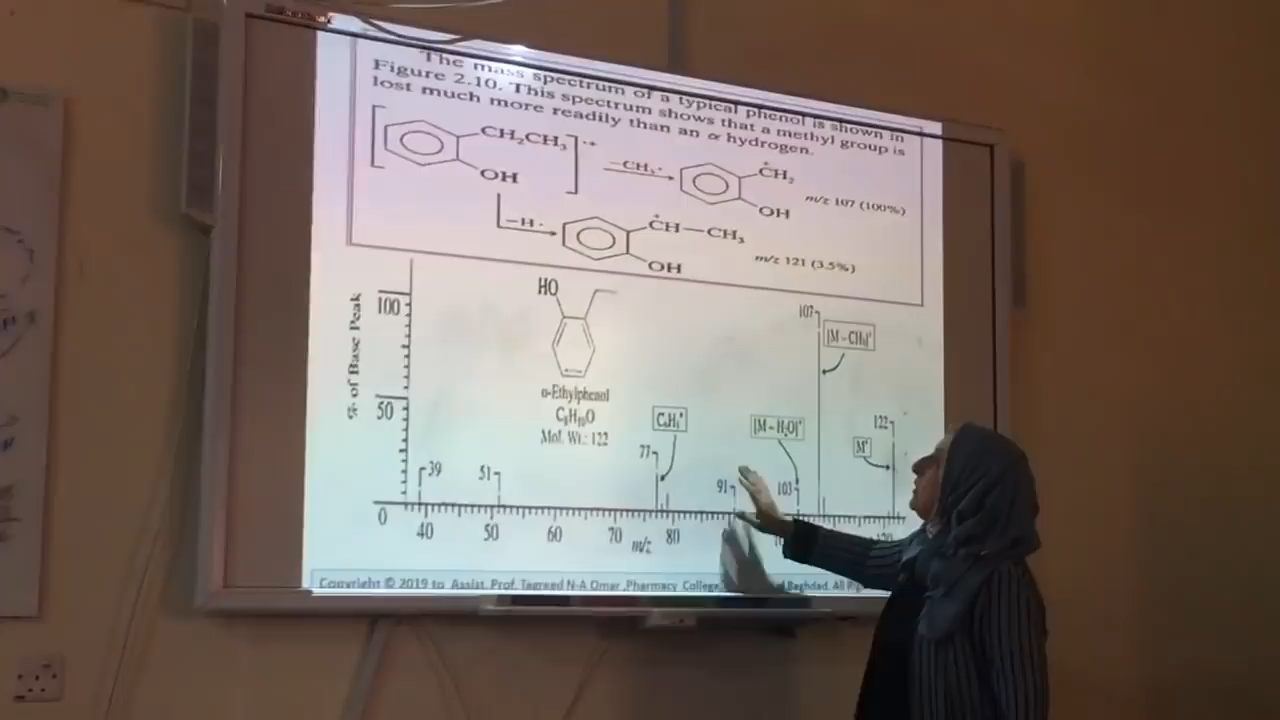 The mass spectrum of a typical phenol is shown in
Figure 2.10. This spectrum shows that a methyl group is
lost much more readily than an α hydrogen.
CH₂CH₃
OH
·+
−CH₃·
+
CH₂
OH
m/z 107 (100%)
−H·
+
CH—CH₃
OH
m/z 121 (3.5%)
% of Base Peak
100
50
0
HO
o-Ethylphenol
C₈H₁₀O
Mol. Wt.: 122
39
51
77
C₆H₅⁺
91
[M−H₂O]⁺
103
107
[M−CH₃]⁺
122
M⁺
40
50
60
70
m/z
80
120
Copyright © 2019 to Assist. Prof. Tagreed N-A Omar ,Pharmacy College Baghdad. All